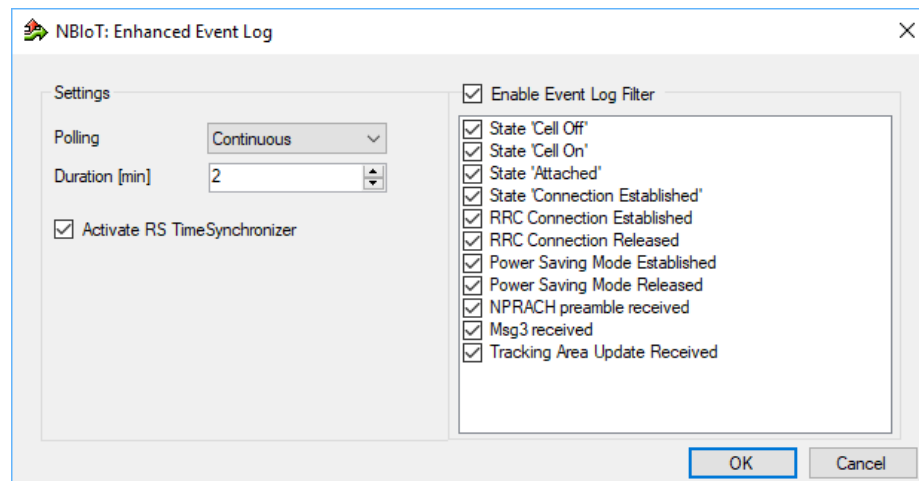 NBIoT: Enhanced Event Log
Settings
Polling
Continuous
Duration [min]
2
Activate RS TimeSynchronizer
Enable Event Log Filter
State 'Cell Off'
State 'Cell On'
State 'Attached'
State 'Connection Established'
RRC Connection Established
RRC Connection Released
Power Saving Mode Established
Power Saving Mode Released
NPRACH preamble received
Msg3 received
Tracking Area Update Received
OK
Cancel